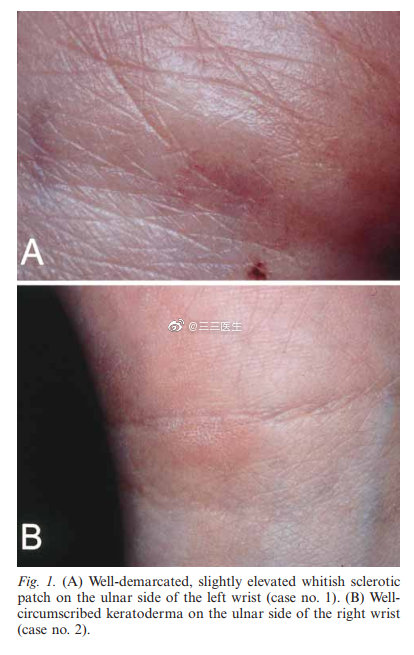 A
@三三医生
B
Fig. 1. (A) Well-demarcated, slightly elevated whitish sclerotic
patch on the ulnar side of the left wrist (case no. 1). (B) Well-
circumscribed keratoderma on the ulnar side of the right wrist
(case no. 2).